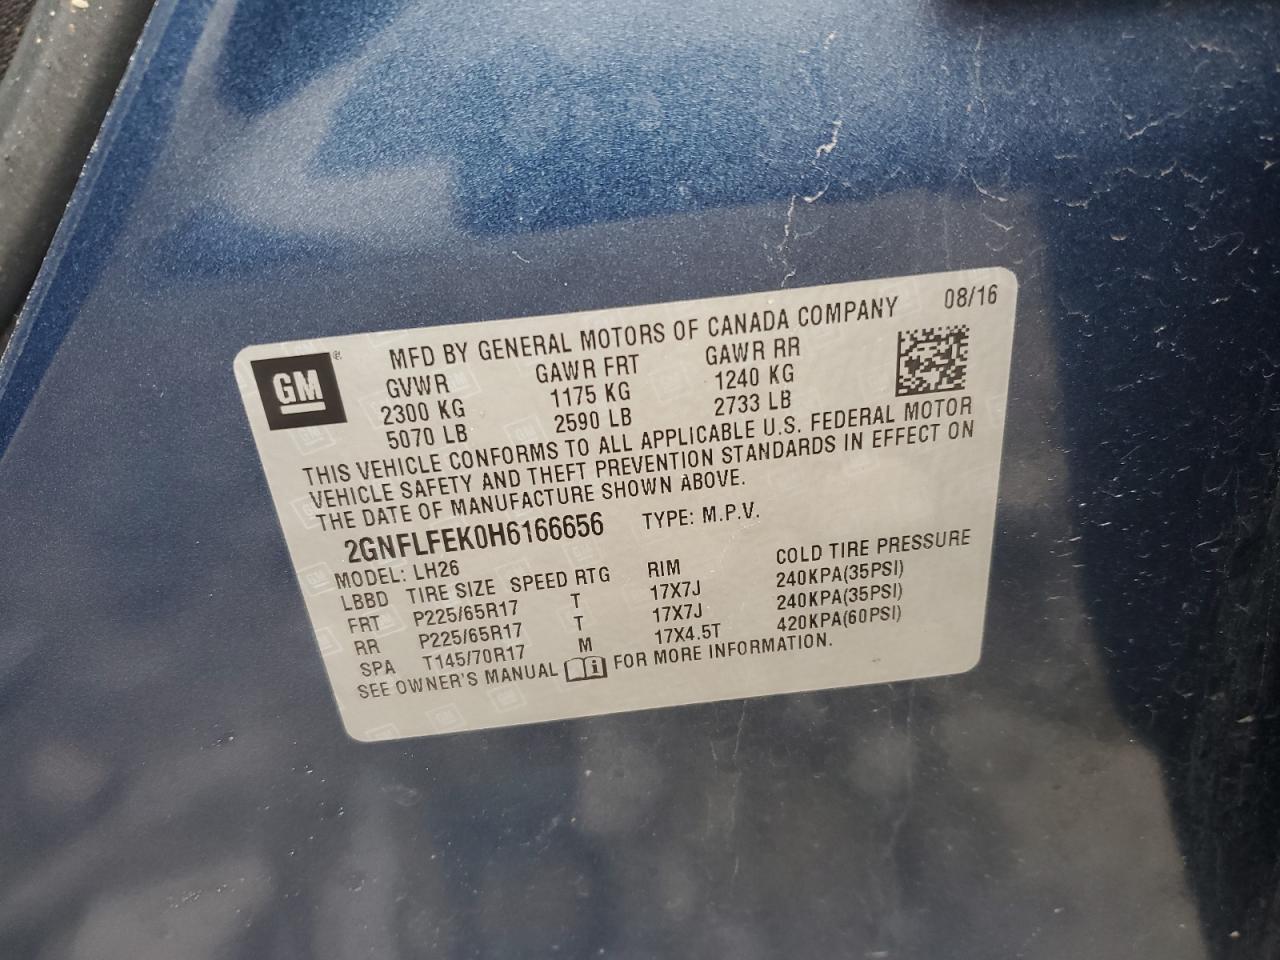 GM ®
MFD BY GENERAL MOTORS OF CANADA COMPANY 08/16
GVWR GAWR FRT GAWR RR
2300 KG 1175 KG 1240 KG
5070 LB 2590 LB 2733 LB
THIS VEHICLE CONFORMS TO ALL APPLICABLE U.S. FEDERAL MOTOR
VEHICLE SAFETY AND THEFT PREVENTION STANDARDS IN EFFECT ON
THE DATE OF MANUFACTURE SHOWN ABOVE.
2GNFLFEK0H6166656 TYPE: M.P.V.
MODEL: LH26
LBBD TIRE SIZE SPEED RTG RIM COLD TIRE PRESSURE
FRT P225/65R17 T 17X7J 240KPA(35PSI)
RR P225/65R17 T 17X7J 240KPA(35PSI)
SPA T145/70R17 M 17X4.5T 420KPA(60PSI)
SEE OWNER'S MANUAL FOR MORE INFORMATION.